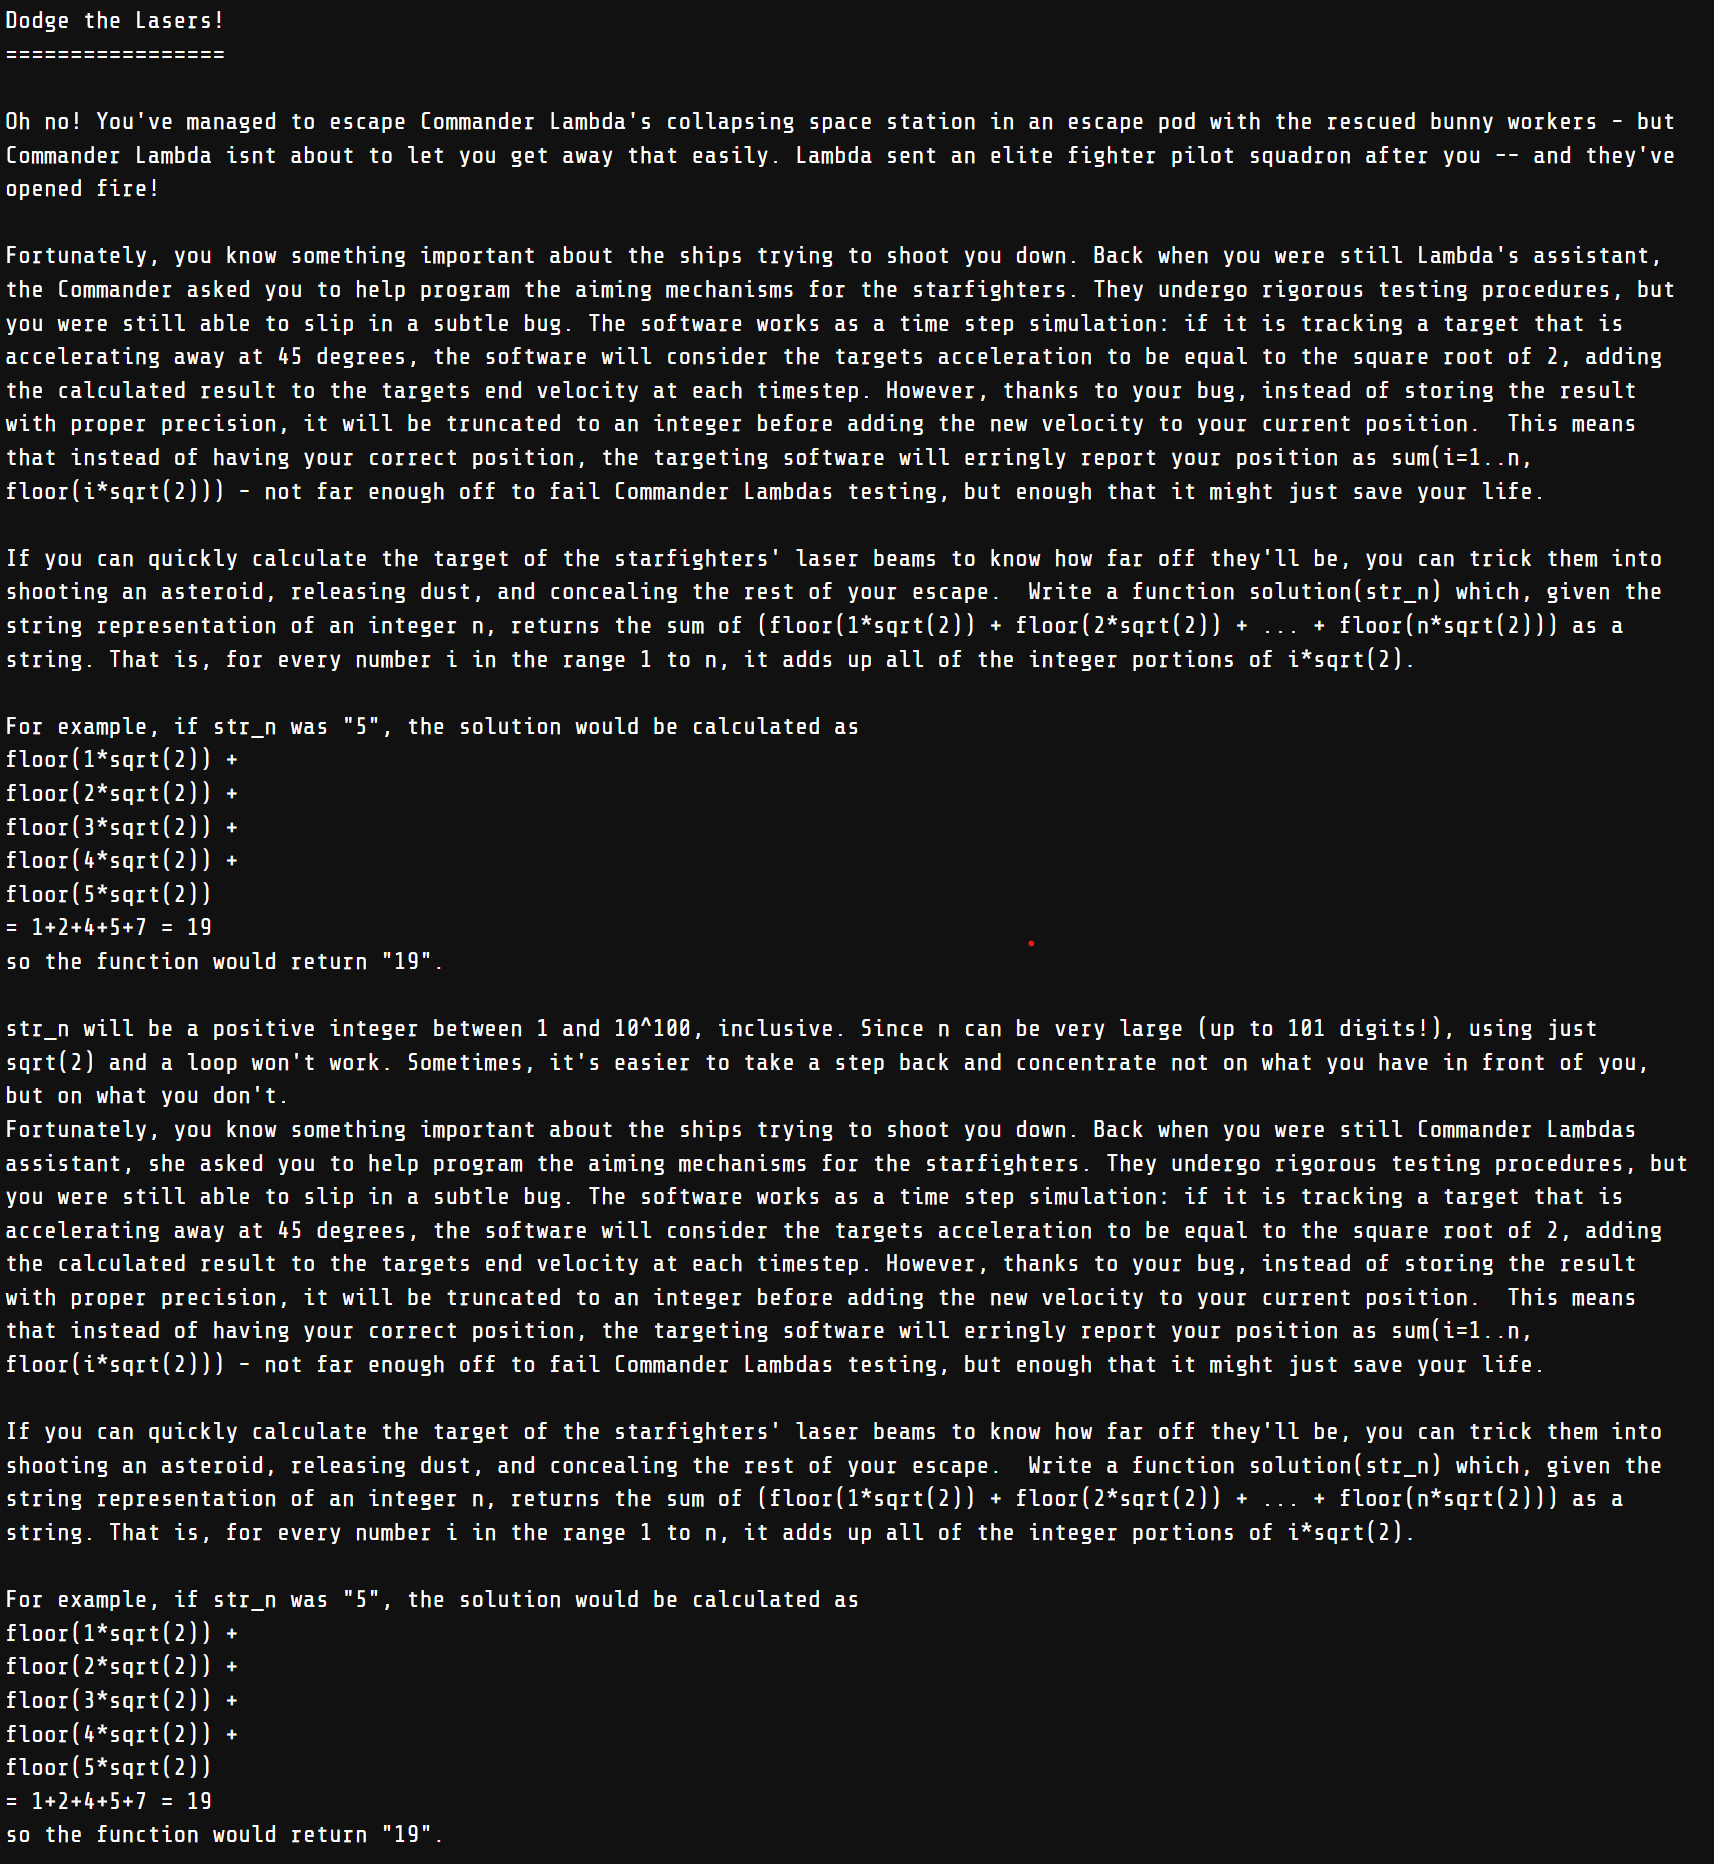 Dodge the Lasers!
=================
Oh no! You've managed to escape Commander Lambda's collapsing space station in an escape pod with the rescued bunny workers - but
Commander Lambda isnt about to let you get away that easily. Lambda sent an elite fighter pilot squadron after you -- and they've
opened fire!
Fortunately, you know something important about the ships trying to shoot you down. Back when you were still Lambda's assistant,
the Commander asked you to help program the aiming mechanisms for the starfighters. They undergo rigorous testing procedures, but
you were still able to slip in a subtle bug. The software works as a time step simulation: if it is tracking a target that is
accelerating away at 45 degrees, the software will consider the targets acceleration to be equal to the square root of 2, adding
the calculated result to the targets end velocity at each timestep. However, thanks to your bug, instead of storing the result
with proper precision, it will be truncated to an integer before adding the new velocity to your current position.  This means
that instead of having your correct position, the targeting software will erringly report your position as sum(i=1..n,
floor(i*sqrt(2))) - not far enough off to fail Commander Lambdas testing, but enough that it might just save your life.
If you can quickly calculate the target of the starfighters' laser beams to know how far off they'll be, you can trick them into
shooting an asteroid, releasing dust, and concealing the rest of your escape.  Write a function solution(str_n) which, given the
string representation of an integer n, returns the sum of (floor(1*sqrt(2)) + floor(2*sqrt(2)) + ... + floor(n*sqrt(2))) as a
string. That is, for every number i in the range 1 to n, it adds up all of the integer portions of i*sqrt(2).
For example, if str_n was "5", the solution would be calculated as
floor(1*sqrt(2)) +
floor(2*sqrt(2)) +
floor(3*sqrt(2)) +
floor(4*sqrt(2)) +
floor(5*sqrt(2))
= 1+2+4+5+7 = 19
so the function would return "19".
str_n will be a positive integer between 1 and 10^100, inclusive. Since n can be very large (up to 101 digits!), using just
sqrt(2) and a loop won't work. Sometimes, it's easier to take a step back and concentrate not on what you have in front of you,
but on what you don't.
Fortunately, you know something important about the ships trying to shoot you down. Back when you were still Commander Lambdas
assistant, she asked you to help program the aiming mechanisms for the starfighters. They undergo rigorous testing procedures, but
you were still able to slip in a subtle bug. The software works as a time step simulation: if it is tracking a target that is
accelerating away at 45 degrees, the software will consider the targets acceleration to be equal to the square root of 2, adding
the calculated result to the targets end velocity at each timestep. However, thanks to your bug, instead of storing the result
with proper precision, it will be truncated to an integer before adding the new velocity to your current position.  This means
that instead of having your correct position, the targeting software will erringly report your position as sum(i=1..n,
floor(i*sqrt(2))) - not far enough off to fail Commander Lambdas testing, but enough that it might just save your life.
If you can quickly calculate the target of the starfighters' laser beams to know how far off they'll be, you can trick them into
shooting an asteroid, releasing dust, and concealing the rest of your escape.  Write a function solution(str_n) which, given the
string representation of an integer n, returns the sum of (floor(1*sqrt(2)) + floor(2*sqrt(2)) + ... + floor(n*sqrt(2))) as a
string. That is, for every number i in the range 1 to n, it adds up all of the integer portions of i*sqrt(2).
For example, if str_n was "5", the solution would be calculated as
floor(1*sqrt(2)) +
floor(2*sqrt(2)) +
floor(3*sqrt(2)) +
floor(4*sqrt(2)) +
floor(5*sqrt(2))
= 1+2+4+5+7 = 19
so the function would return "19".